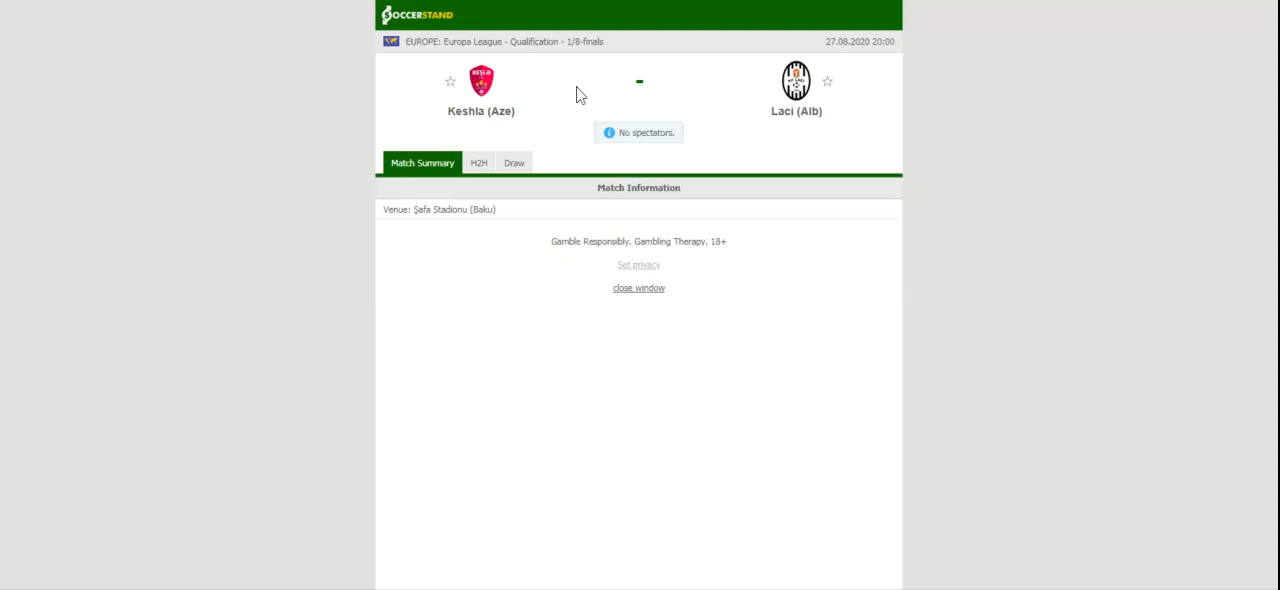 SOCCERSTAND
EUROPE: Europa League - Qualification - 1/8-finals 27.08.2020 20:00
KEŞLƏ
Keshla (Aze) - Laci (Alb)
No spectators.
Match Summary H2H Draw
Match Information
Venue: Şafa Stadionu (Baku)
Gamble Responsibly. Gambling Therapy. 18+
Set privacy
close window